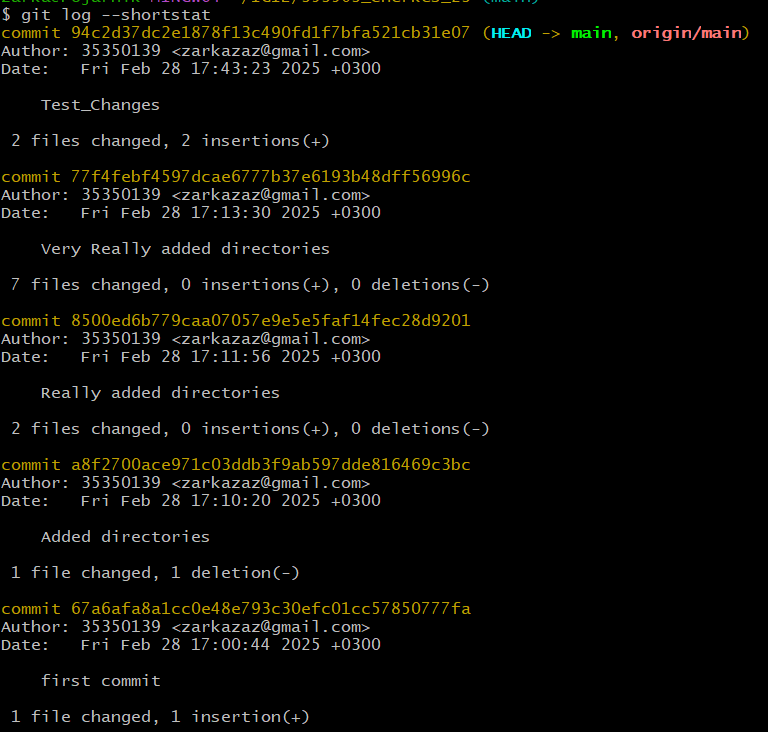 $ git log --shortstat
commit 94c2d37dc2e1878f13c490fd1f7bfa521cb31e07 (HEAD -> main, origin/main)
Author: 35350139 <zarkazaz@gmail.com>
Date:   Fri Feb 28 17:43:23 2025 +0300
    Test_Changes
 2 files changed, 2 insertions(+)
commit 77f4febf4597dcae6777b37e6193b48dff56996c
Author: 35350139 <zarkazaz@gmail.com>
Date:   Fri Feb 28 17:13:30 2025 +0300
    Very Really added directories
 7 files changed, 0 insertions(+), 0 deletions(-)
commit 8500ed6b779caa07057e9e5e5faf14fec28d9201
Author: 35350139 <zarkazaz@gmail.com>
Date:   Fri Feb 28 17:11:56 2025 +0300
    Really added directories
 2 files changed, 0 insertions(+), 0 deletions(-)
commit a8f2700ace971c03ddb3f9ab597dde816469c3bc
Author: 35350139 <zarkazaz@gmail.com>
Date:   Fri Feb 28 17:10:20 2025 +0300
    Added directories
 1 file changed, 1 deletion(-)
commit 67a6afa8a1cc0e48e793c30efc01cc57850777fa
Author: 35350139 <zarkazaz@gmail.com>
Date:   Fri Feb 28 17:00:44 2025 +0300
    first commit
 1 file changed, 1 insertion(+)